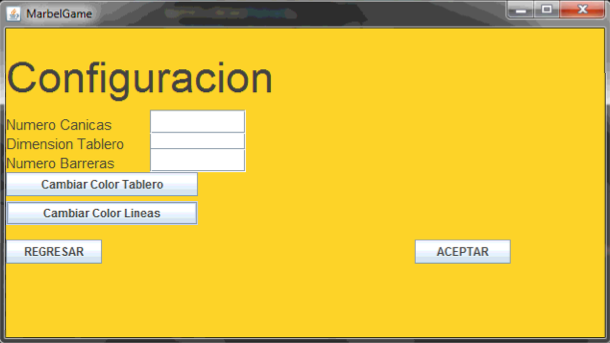 MarbelGame
Configuracion
Numero Canicas
Dimension Tablero
Numero Barreras
Cambiar Color Tablero
Cambiar Color Lineas
REGRESAR
ACEPTAR